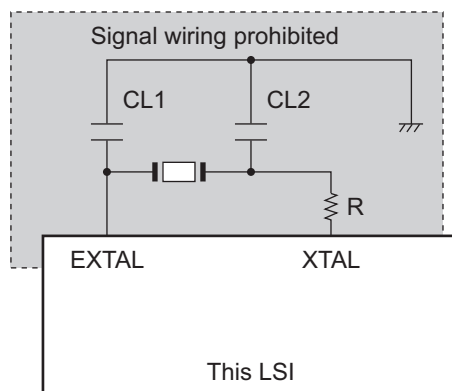 Signal wiring prohibited
CL1
CL2
R
EXTAL
XTAL
This LSI